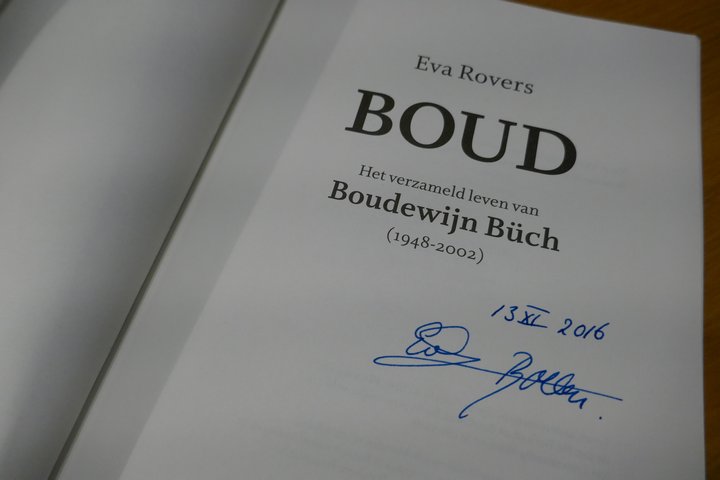 Eva Rovers
BOUD
Het verzameld leven van
Boudewijn Büch
(1948-2002)
13 XI 2016